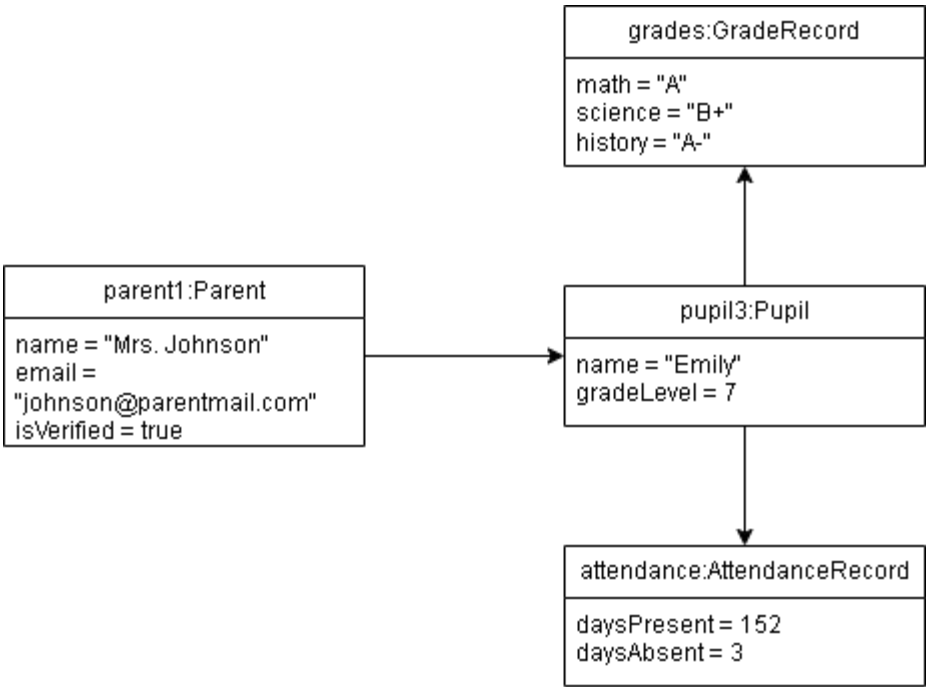 grades:GradeRecord
math = "A"
science = "B+"
history = "A-"
parent1:Parent
name = "Mrs. Johnson"
email =
"johnson@parentmail.com"
isVerified = true
pupil3:Pupil
name = "Emily"
gradeLevel = 7
attendance:AttendanceRecord
daysPresent = 152
daysAbsent = 3